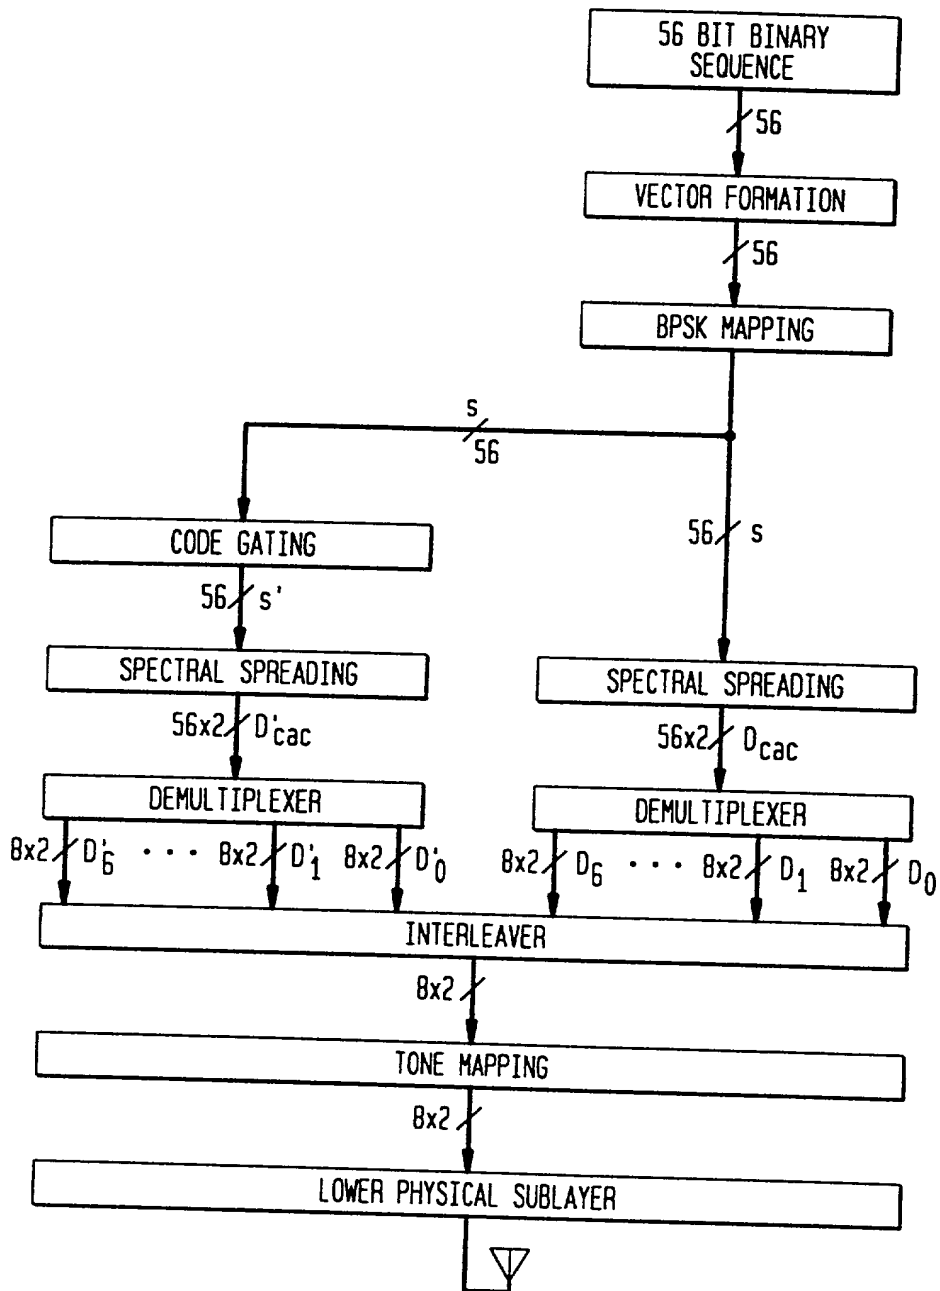 56 BIT BINARY
SEQUENCE
56
VECTOR FORMATION
56
BPSK MAPPING
s
56
56 s
CODE GATING
56 s'
SPECTRAL SPREADING
SPECTRAL SPREADING
56x2 D'cac
56x2 Dcac
DEMULTIPLEXER
DEMULTIPLEXER
8x2 D'6 · · · 8x2 D'1 8x2 D'0
8x2 D6 · · · 8x2 D1 8x2 D0
INTERLEAVER
8x2
TONE MAPPING
8x2
LOWER PHYSICAL SUBLAYER